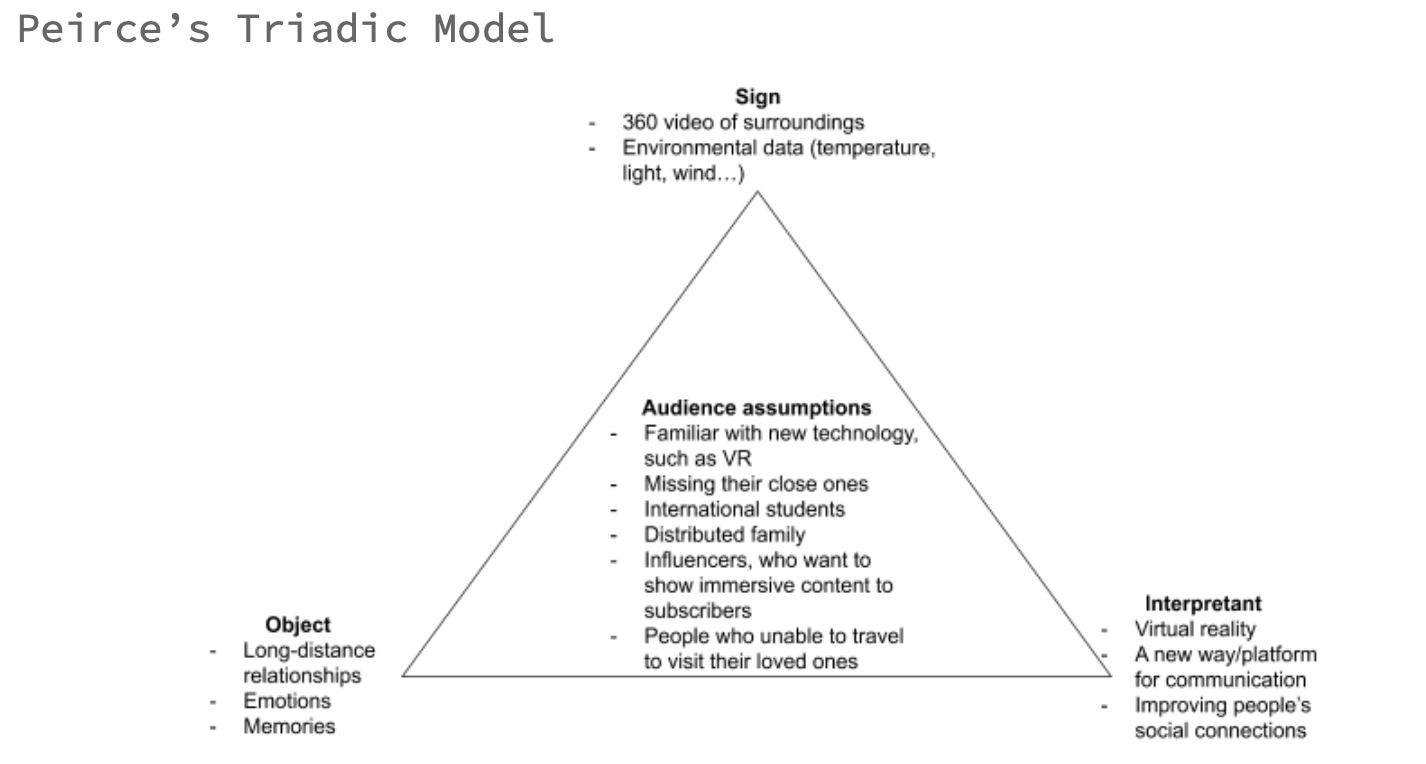 Peirce’s Triadic Model
Sign
- 360 video of surroundings
- Environmental data (temperature,
light, wind…)
Audience assumptions
- Familiar with new technology,
such as VR
- Missing their close ones
- International students
- Distributed family
- Influencers, who want to
show immersive content to
subscribers
- People who unable to travel
to visit their loved ones
Object
- Long-distance
relationships
- Emotions
- Memories
Interpretant
- Virtual reality
- A new way/platform
for communication
- Improving people’s
social connections